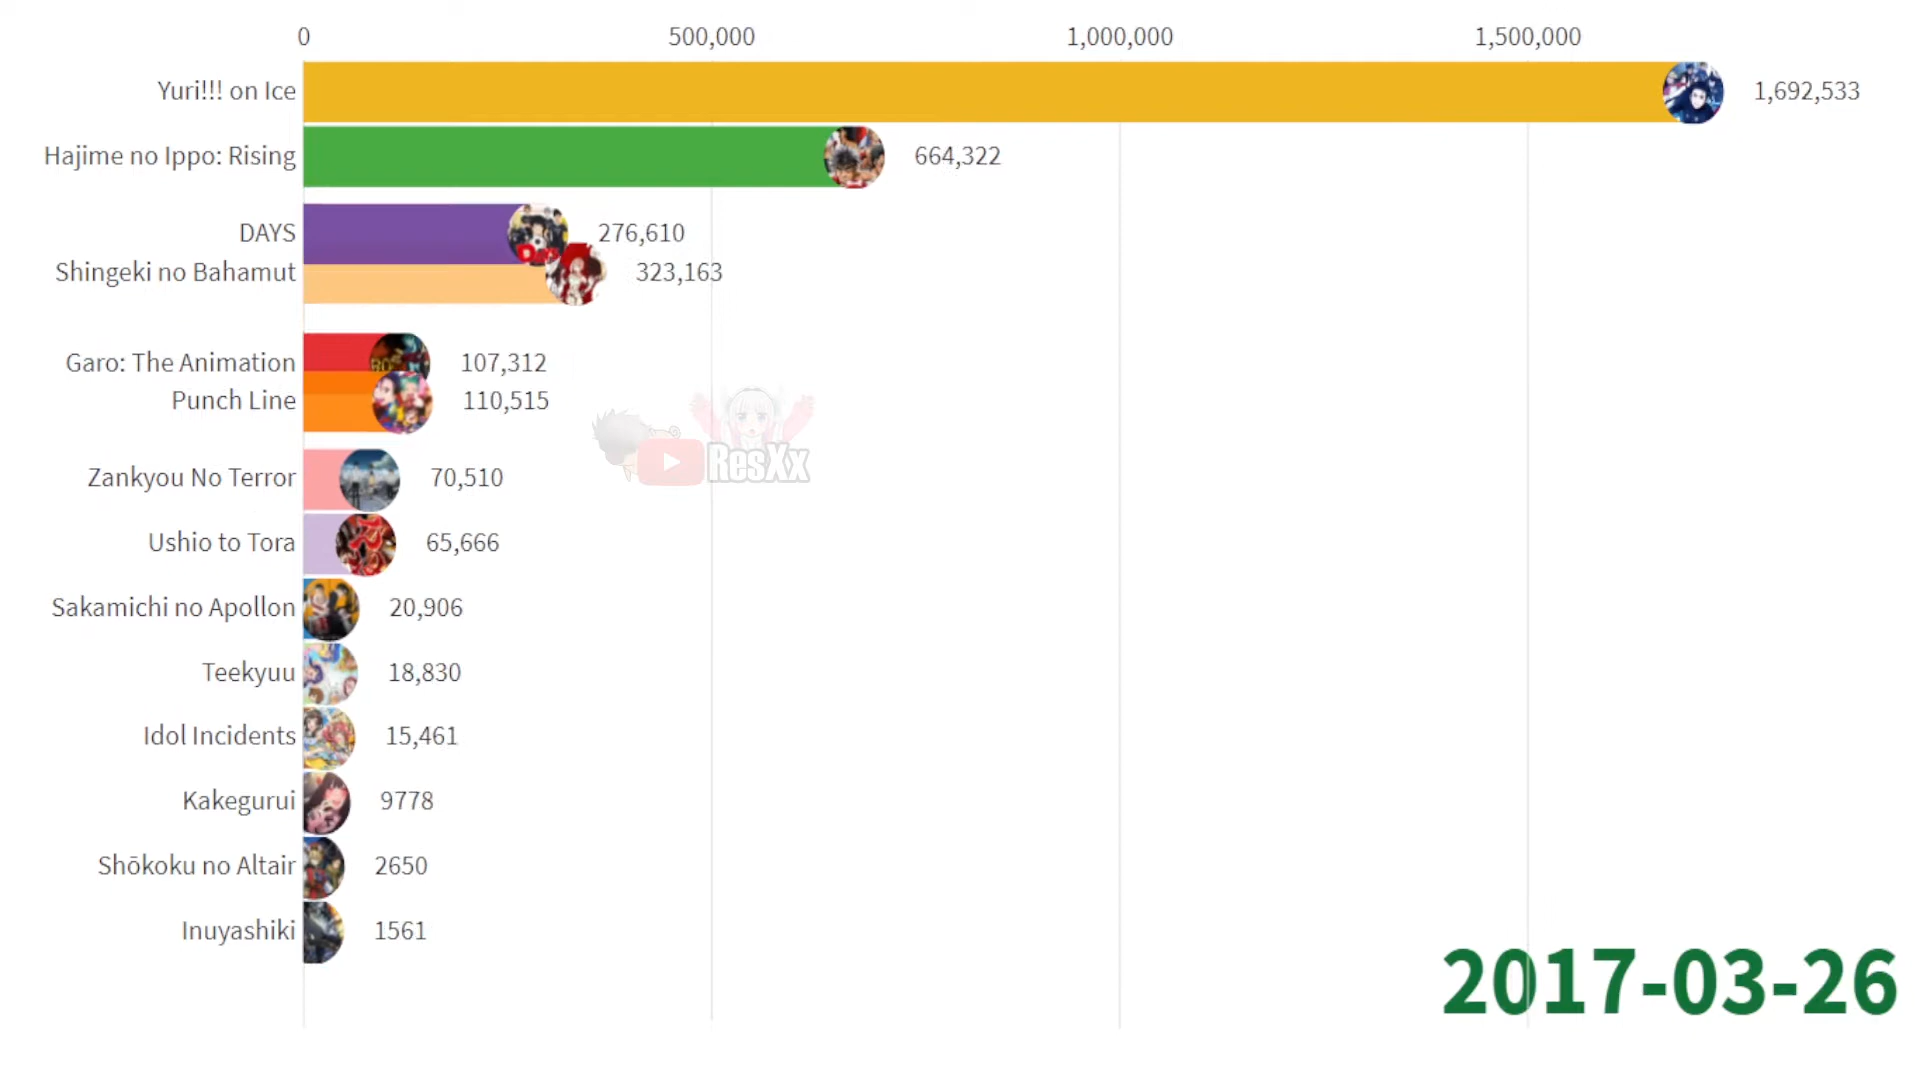 0 500,000 1,000,000 1,500,000
Yuri!!! on Ice 1,692,533
Hajime no Ippo: Rising 664,322
DAYS 276,610
Shingeki no Bahamut 323,163
Garo: The Animation 107,312
Punch Line 110,515
ResXx
Zankyou No Terror 70,510
Ushio to Tora 65,666
Sakamichi no Apollon 20,906
Teekyuu 18,830
Idol Incidents 15,461
Kakegurui 9778
Shōkoku no Altair 2650
Inuyashiki 1561
2017-03-26